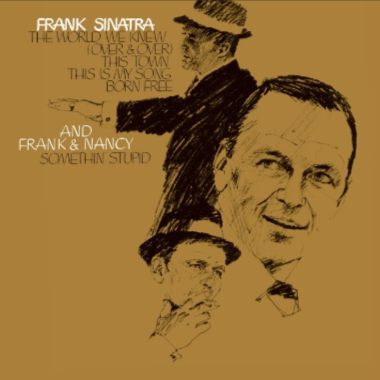 FRANK SINATRA
THE WORLD WE KNEW
(OVER & OVER)
THIS TOWN
THIS IS MY SONG
BORN FREE
AND
FRANK & NANCY
SOMETHIN STUPID